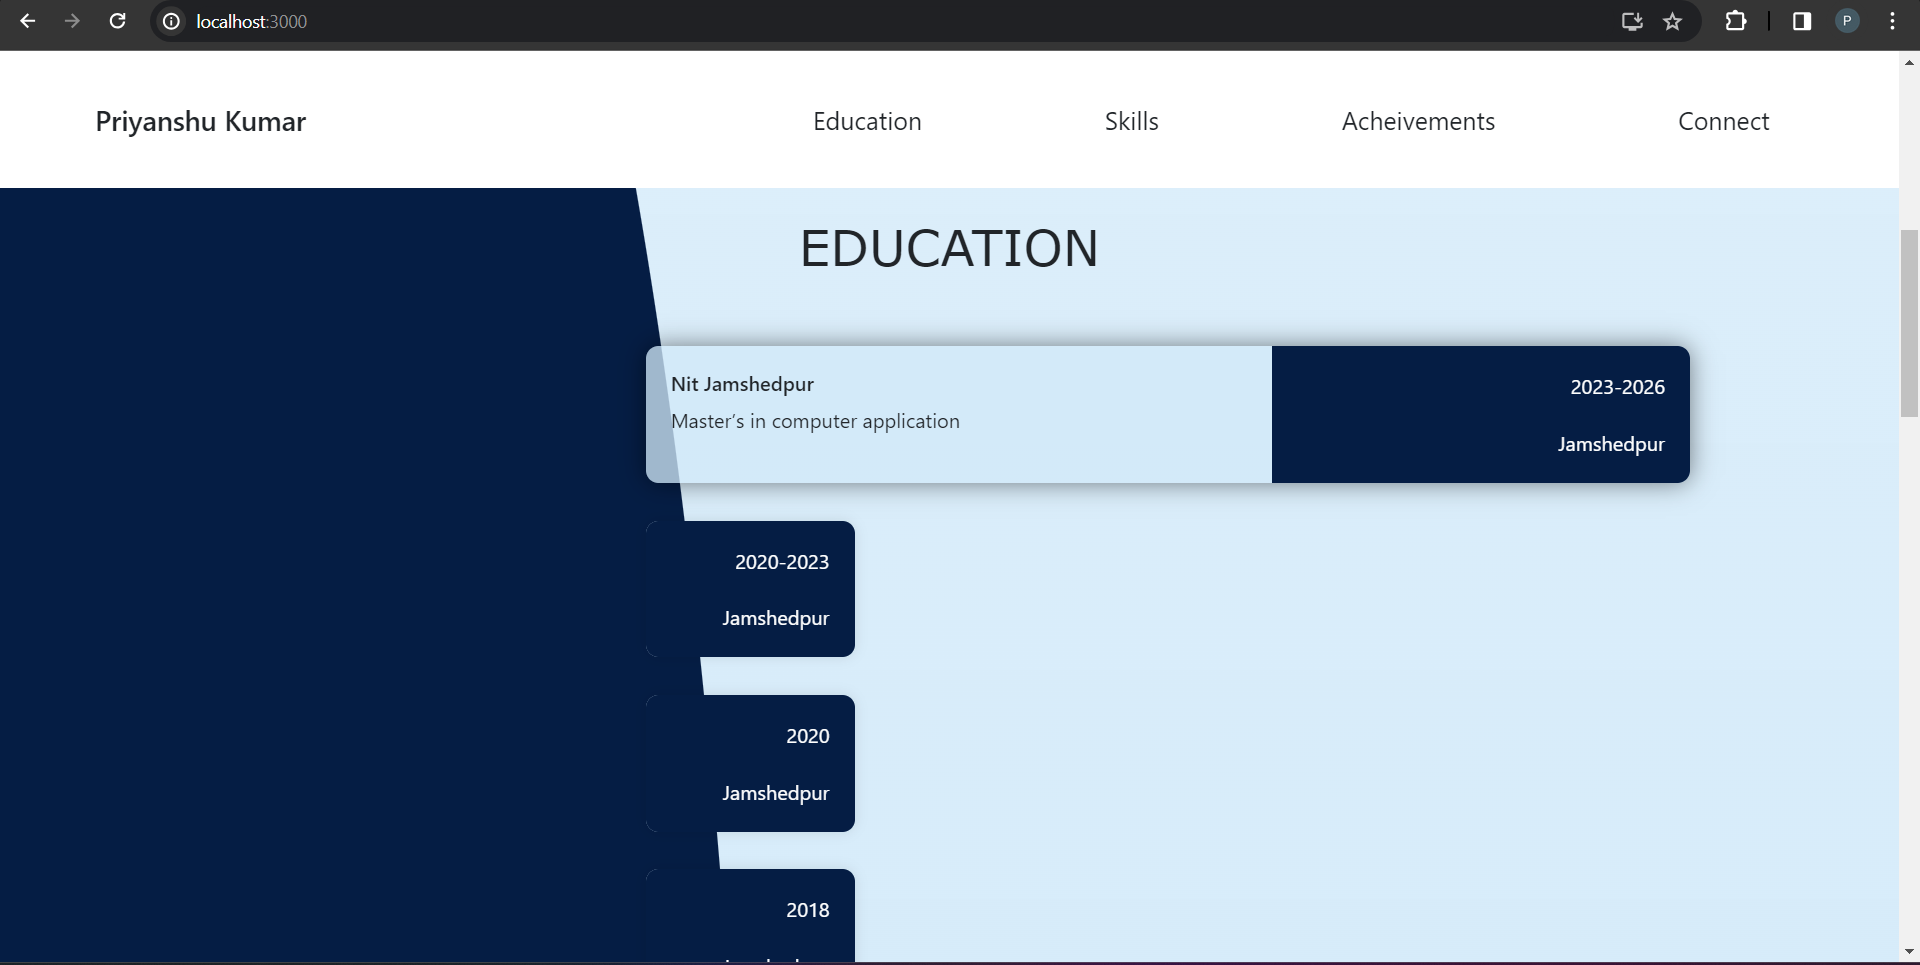 localhost:3000
P
Priyanshu Kumar
Education
Skills
Acheivements
Connect
EDUCATION
Nit Jamshedpur
2023-2026
Master's in computer application
Jamshedpur
2020-2023
Jamshedpur
2020
Jamshedpur
2018